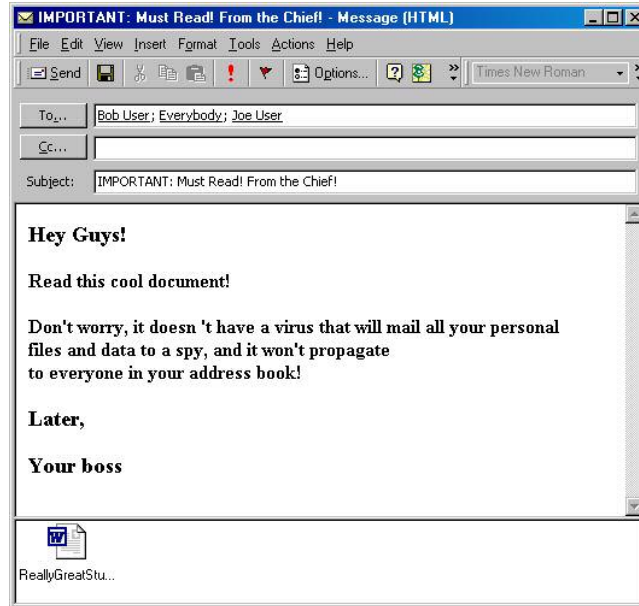 IMPORTANT: Must Read! From the Chief! - Message (HTML)
File Edit View Insert Format Tools Actions Help
Send Options... Times New Roman
To... Bob User; Everybody; Joe User
Cc...
Subject: IMPORTANT: Must Read! From the Chief!
Hey Guys!
Read this cool document!
Don't worry, it doesn 't have a virus that will mail all your personal
files and data to a spy, and it won't propagate
to everyone in your address book!
Later,
Your boss
ReallyGreatStu...